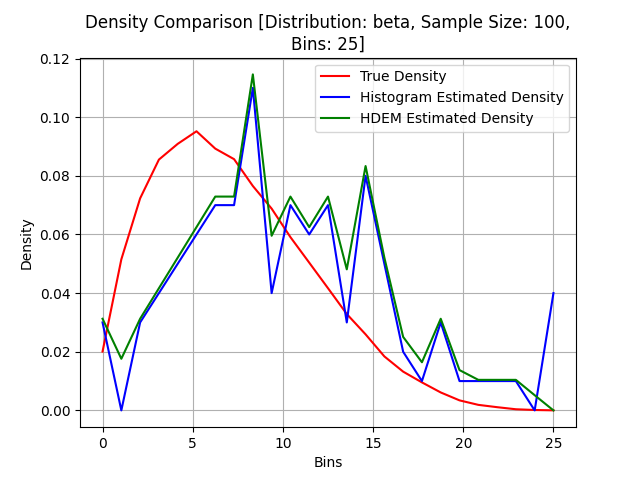 Density Comparison [Distribution: beta, Sample Size: 100,
Bins: 25]
True Density
Histogram Estimated Density
HDEM Estimated Density
Density
0.12
0.10
0.08
0.06
0.04
0.02
0.00
0 5 10 15 20 25
Bins